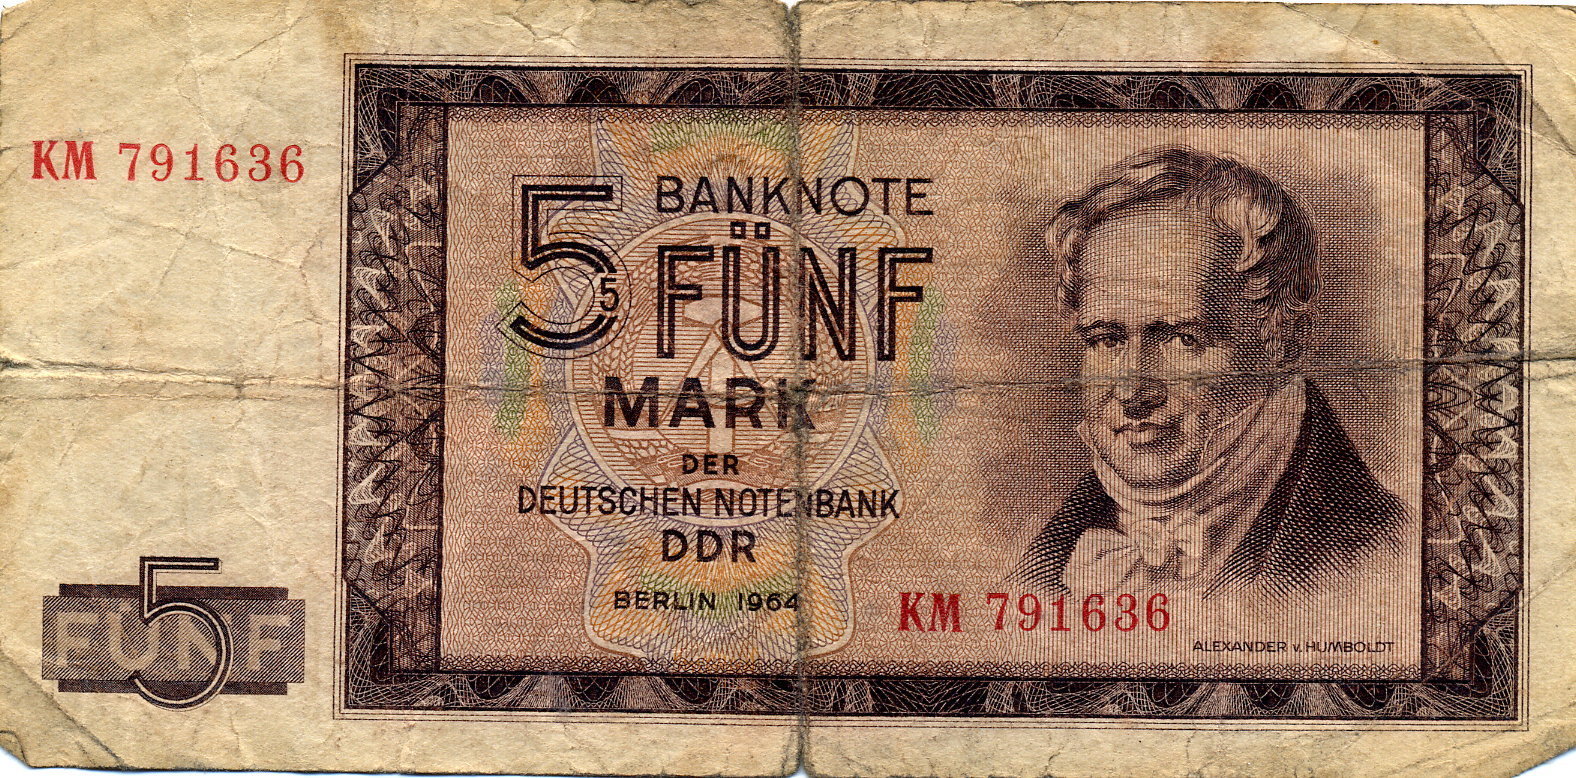 KM 791636
5 BANKNOTE
5 FÜNF
MARK
DER
DEUTSCHEN NOTENBANK
DDR
BERLIN 1964
KM 791636
ALEXANDER v. HUMBOLDT
FÜNF
5